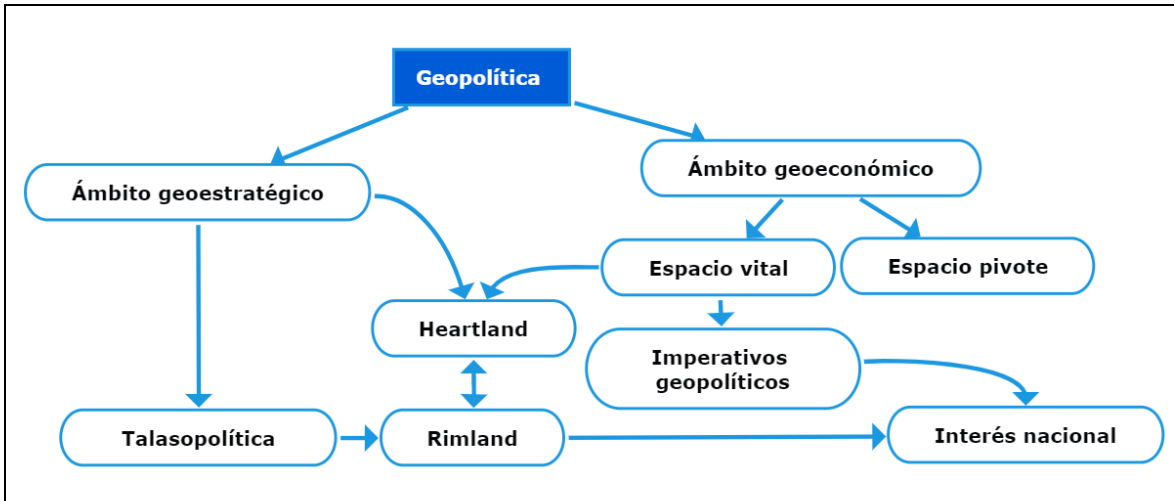 Geopolítica
Ámbito geoeconómico
Ámbito geoestratégico
Espacio vital
Espacio pivote
Heartland
Imperativos
geopolíticos
Talasopolítica
Rimland
Interés nacional